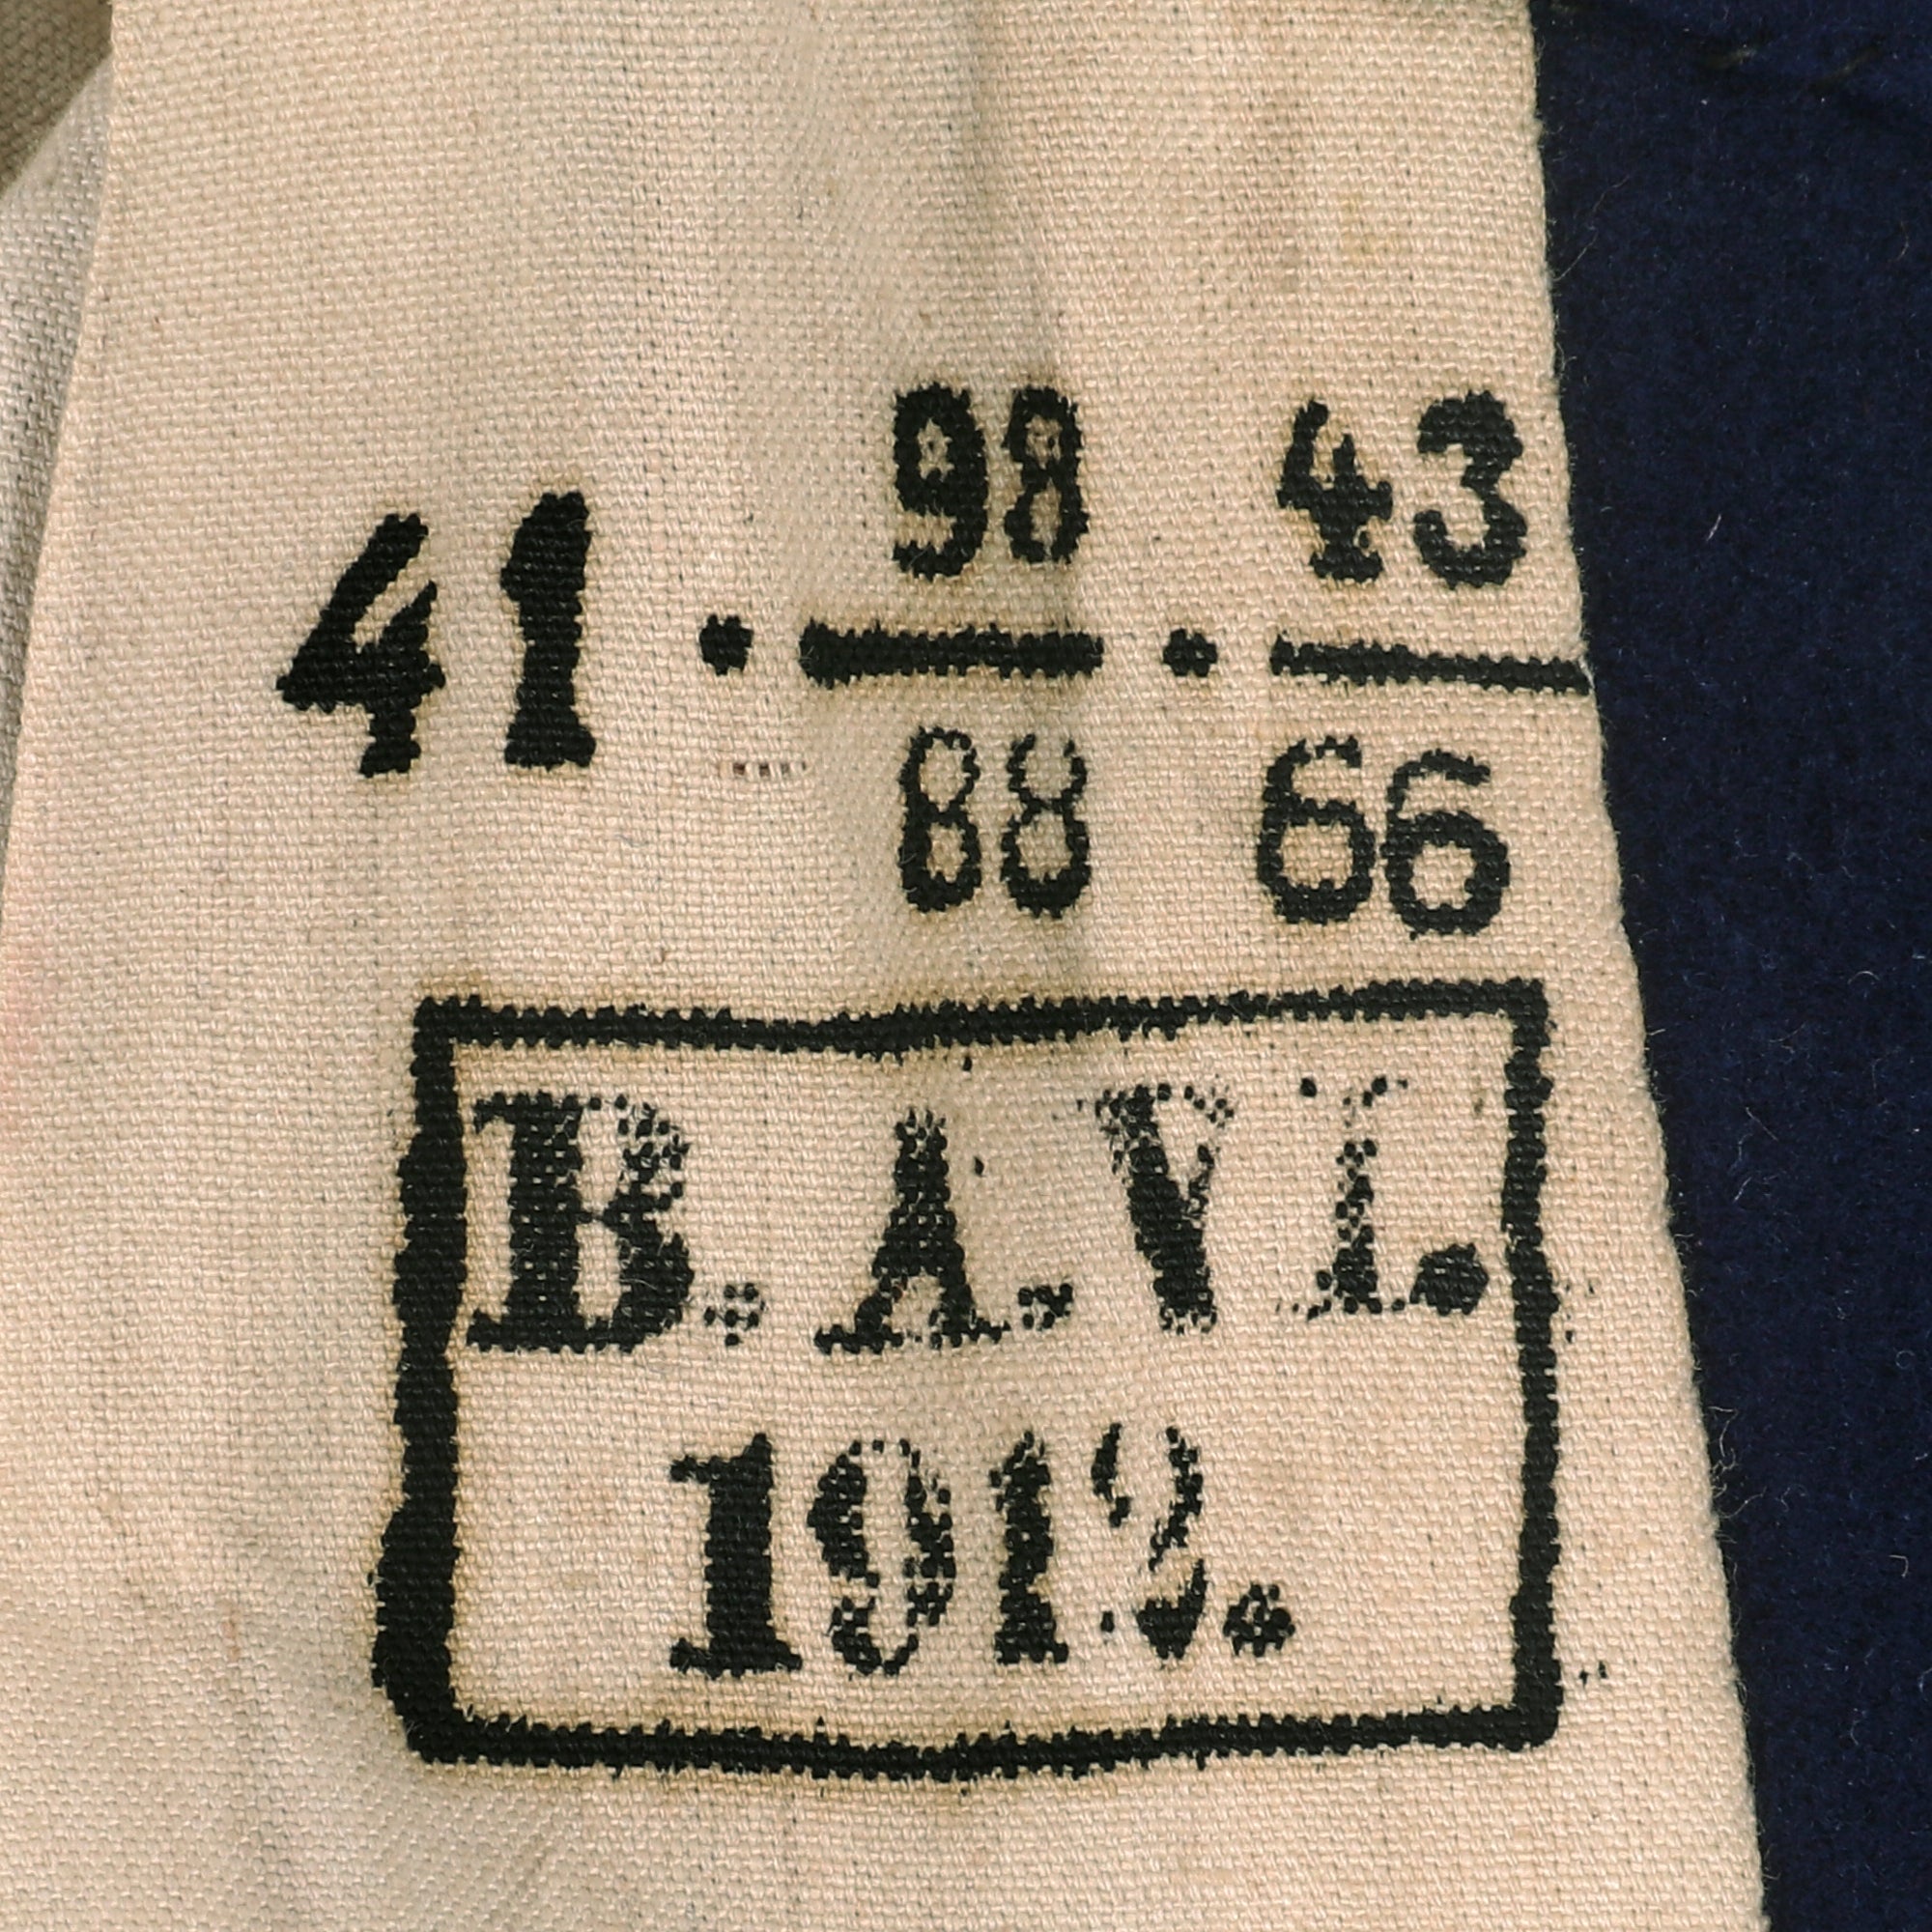 98 43
41 · — · —
88 66
B.A.VI.
1912.